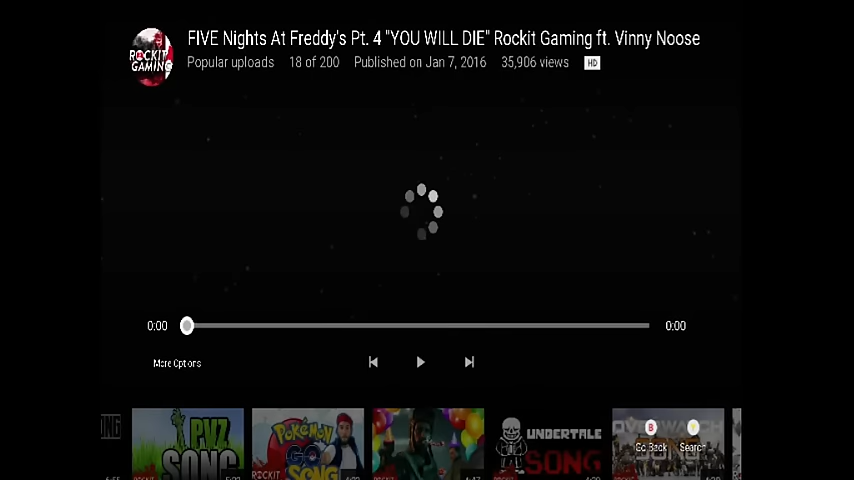 FIVE Nights At Freddy's Pt. 4 "YOU WILL DIE" Rockit Gaming ft. Vinny Noose
ROCKIT
GAMING
Popular uploads 18 of 200 Published on Jan 7, 2016 35,906 views HD
0:00 0:00
More Options
PVZ
SONG
POKÉMON
GO
SONG
ROCKIT
UNDERTALE
SONG
OVERWATCH
B Y
Go Back Search